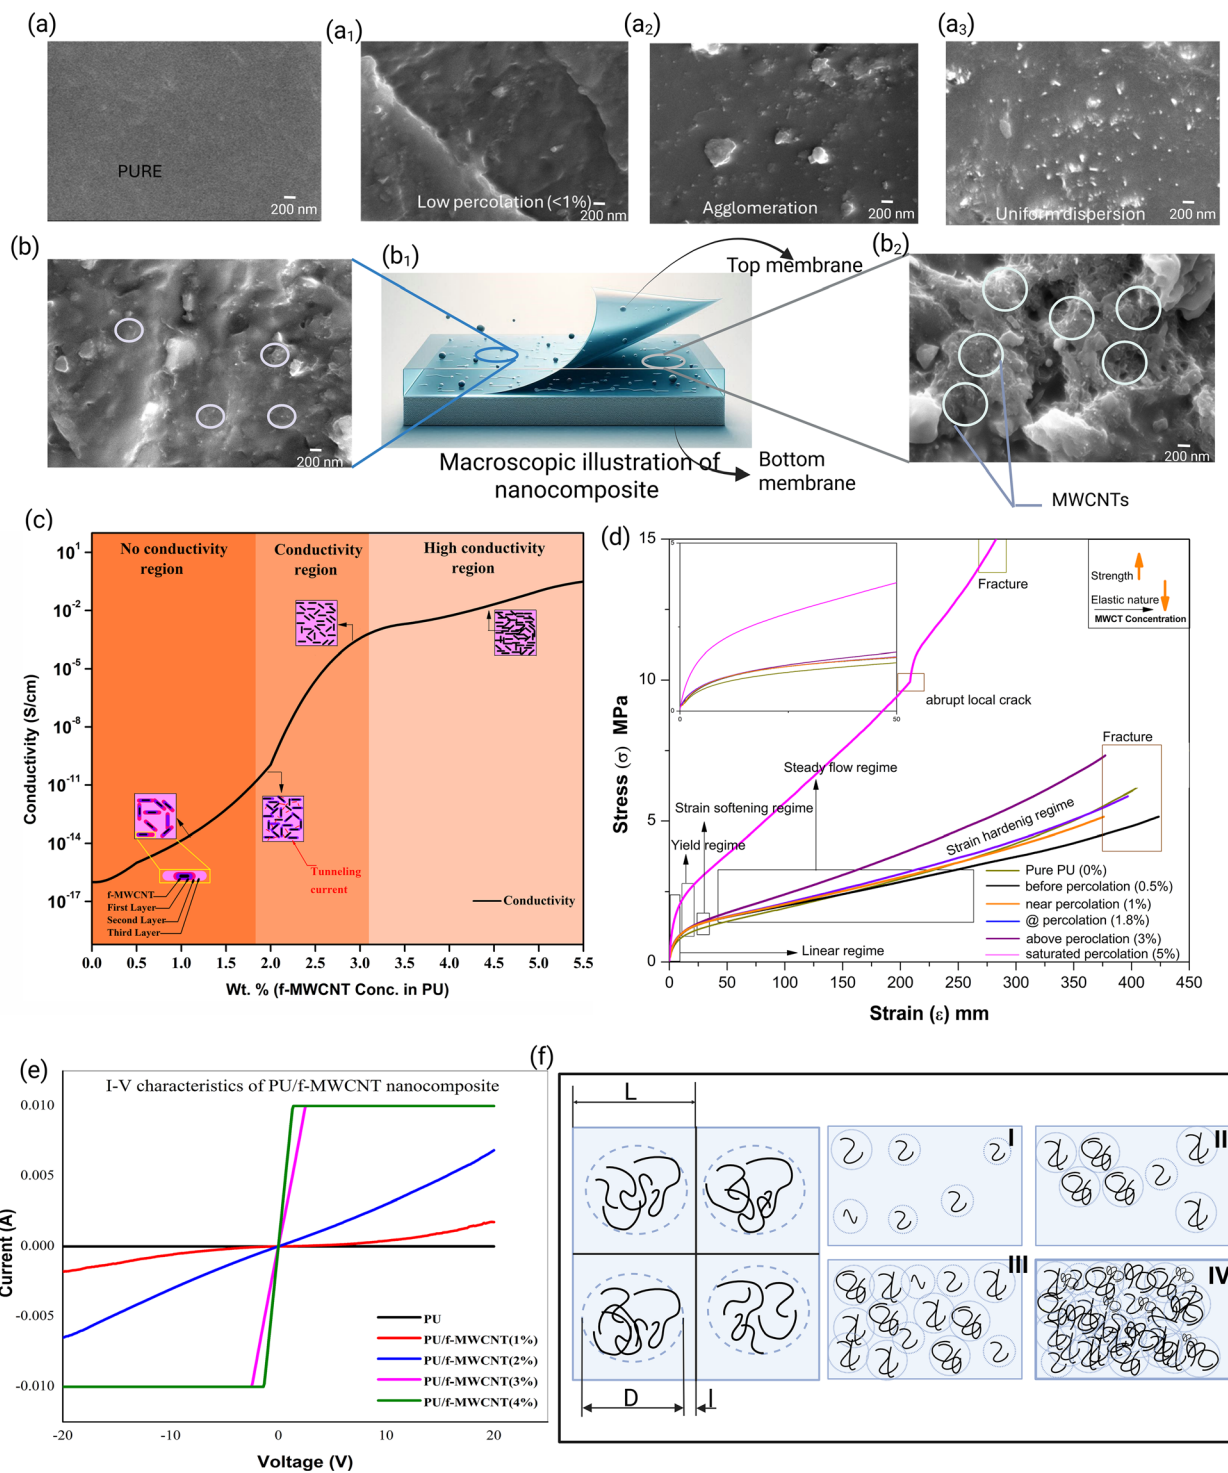 (a)
(a1)
(a2)
(a3)
PURE
200 nm
Low percolation (<1%)
200 nm
Agglomeration
200 nm
Uniform dispersion
200 nm
(b)
(b1)
(b2)
Top membrane
200 nm
Macroscopic illustration of
nanocomposite
Bottom
membrane
200 nm
MWCNTs
(c)
No conductivity
region
Conductivity
region
High conductivity
region
10^1
10^-2
10^-5
10^-8
10^-11
10^-14
10^-17
Conductivity (S/cm)
Tunneling
current
f-MWCNT
First Layer
Second Layer
Third Layer
Conductivity
0.0 0.5 1.0 1.5 2.0 2.5 3.0 3.5 4.0 4.5 5.0 5.5
Wt. % (f-MWCNT Conc. in PU)
(d)
15
10
5
0
Stress (σ) MPa
5
0
0
50
Fracture
Strength
Elastic nature
MWCT Concentration
abrupt local crack
Fracture
Steady flow regime
Strain softening regime
Yield regime
Strain hardenig regime
Linear regime
Pure PU (0%)
before percolation (0.5%)
near percolation (1%)
@ percolation (1.8%)
above peroclation (3%)
saturated percolation (5%)
0 50 100 150 200 250 300 350 400 450
Strain (ε) mm
(e)
I-V characteristics of PU/f-MWCNT nanocomposite
0.010
0.005
0.000
-0.005
-0.010
Current (A)
PU
PU/f-MWCNT(1%)
PU/f-MWCNT(2%)
PU/f-MWCNT(3%)
PU/f-MWCNT(4%)
-20 -10 0 10 20
Voltage (V)
(f)
L
D
I
I
II
III
IV